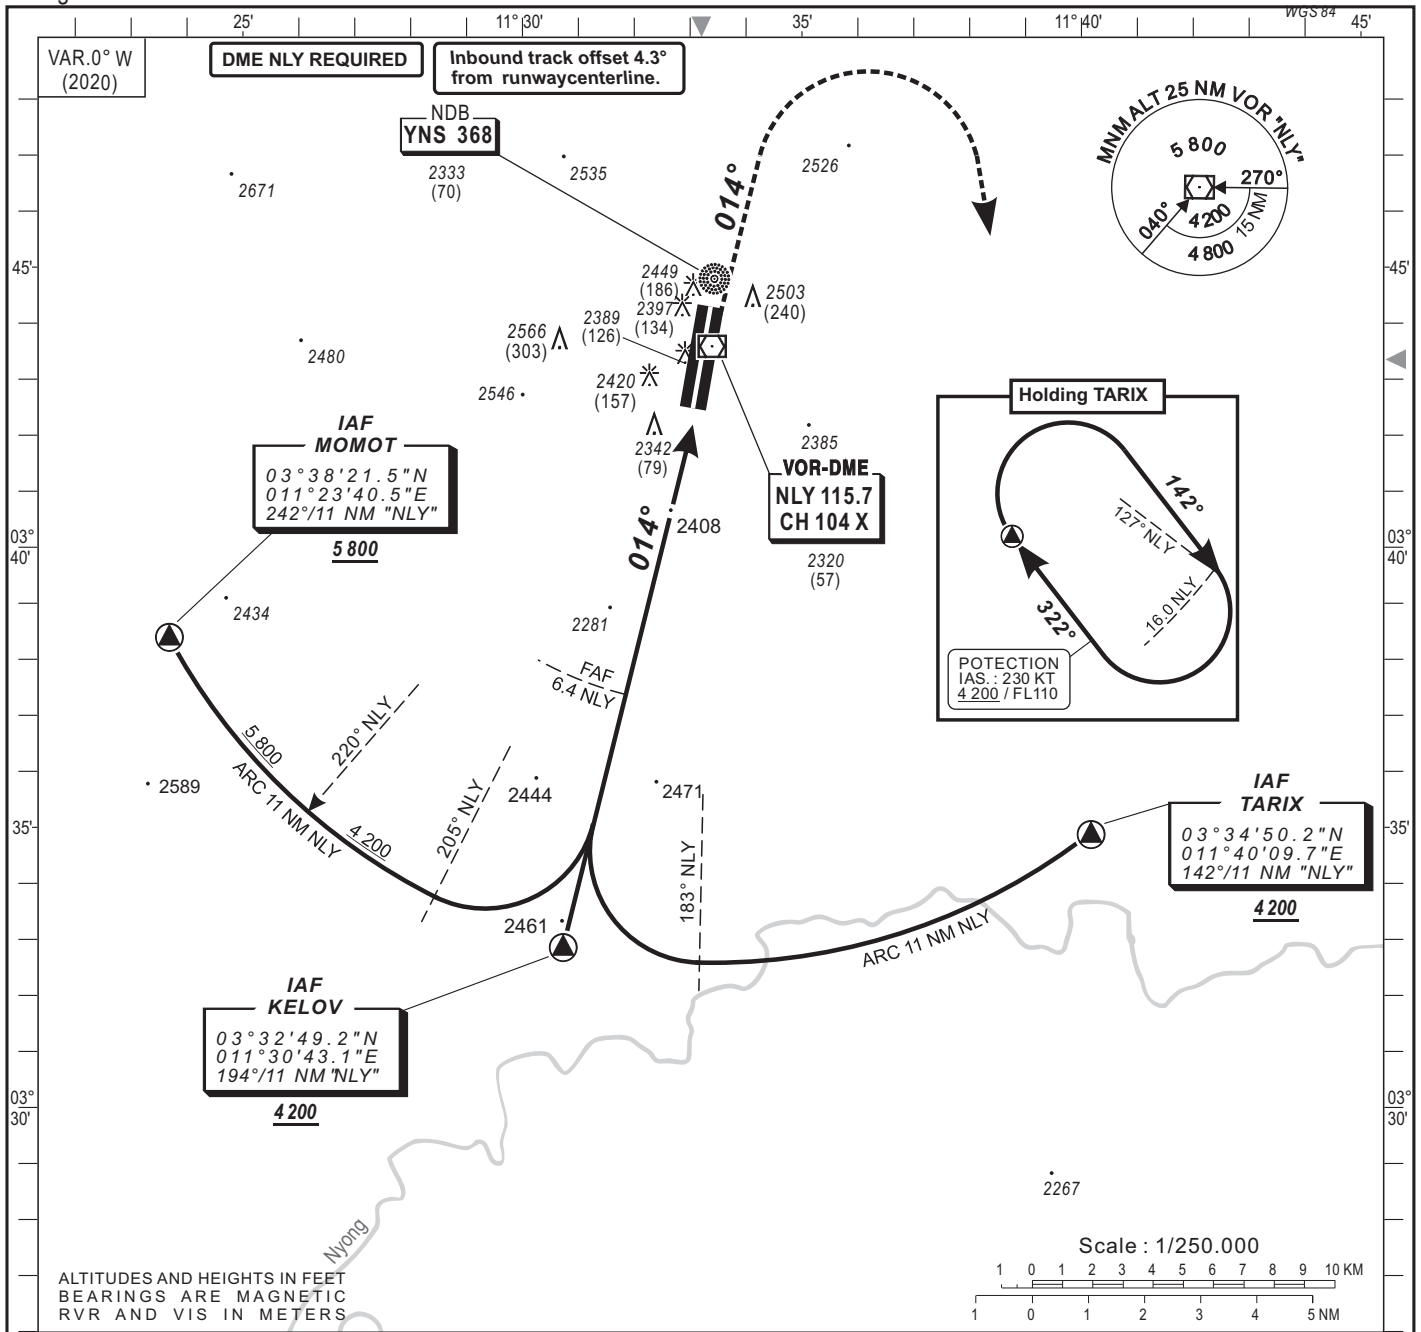 WGS 84
25'
11° 30'
35'
11° 40'
45'
VAR.0° W
(2020)
DME NLY REQUIRED
Inbound track offset 4.3°
from runwaycenterline.
NDB
YNS 368
2333
(70)
2535
2671
2526
014°
MNM ALT 25 NM VOR "NLY"
5 800
270°
040°
4 200
15 NM
4 800
45'
45'
2449
(186)
2397
(134)
2389
(126)
2503
(240)
2566
(303)
2480
2546
2420
(157)
2342
(79)
2385
VOR-DME
NLY 115.7
CH 104 X
2320
(57)
IAF
MOMOT
03°38'21.5"N
011°23'40.5"E
242°/11 NM "NLY"
5 800
Holding TARIX
142°
127° NLY
16.0 NLY
322°
POTECTION
IAS. : 230 KT
4 200 / FL110
03°
40'
03°
40'
014°
2408
2434
2281
FAF
6.4 NLY
5 800
220° NLY
ARC 11 NM NLY
4 200
205° NLY
2589
2444
2471
183° NLY
35'
35'
IAF
TARIX
03°34'50.2"N
011°40'09.7"E
142°/11 NM "NLY"
4 200
2461
ARC 11 NM NLY
IAF
KELOV
03°32'49.2"N
011°30'43.1"E
194°/11 NM "NLY"
4 200
03°
30'
03°
30'
2267
Nyong
ALTITUDES AND HEIGHTS IN FEET
BEARINGS ARE MAGNETIC
RVR AND VIS IN METERS
Scale : 1/250.000
1 0 1 2 3 4 5 6 7 8 9 10 KM
1 0 1 2 3 4 5 NM